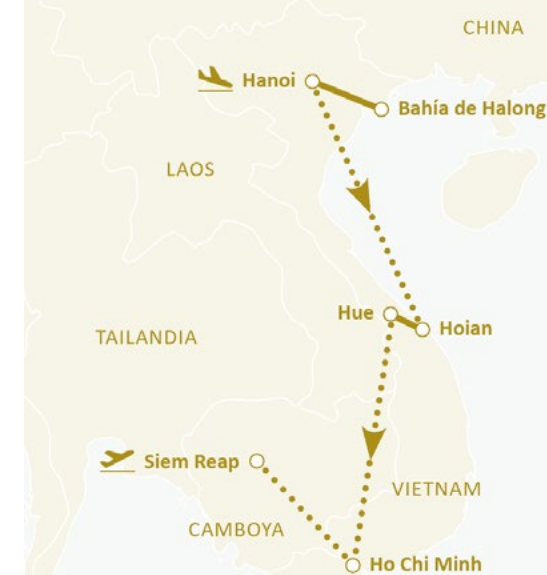 CHINA
Hanoi
Bahía de Halong
LAOS
Hue
Hoian
TAILANDIA
Siem Reap
VIETNAM
CAMBOYA
Ho Chi Minh